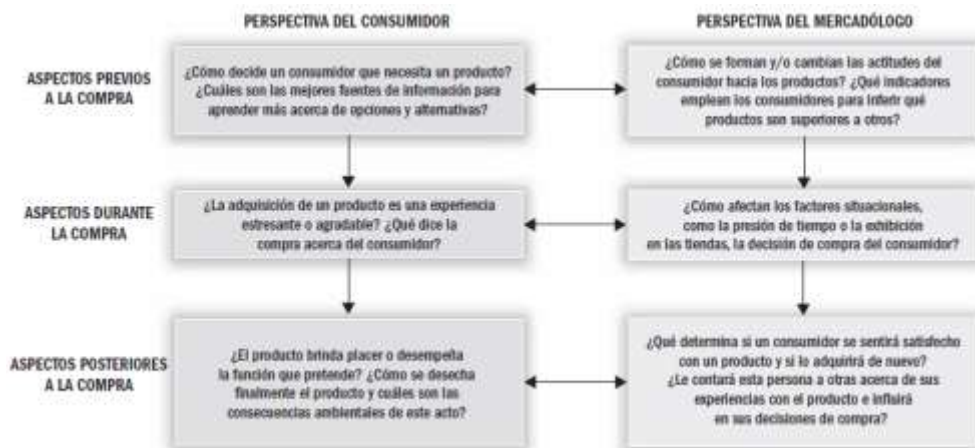 PERSPECTIVA DEL CONSUMIDOR
PERSPECTIVA DEL MERCADÓLOGO
ASPECTOS PREVIOS
A LA COMPRA
¿Cómo decide un consumidor que necesita un producto?
¿Cuáles son las mejores fuentes de información para
aprender más acerca de opciones y alternativas?
¿Cómo se forman y/o cambian las actitudes del
consumidor hacia los productos? ¿Qué indicadores
emplean los consumidores para inferir qué
productos son superiores a otros?
ASPECTOS DURANTE
LA COMPRA
¿La adquisición de un producto es una experiencia
estresante o agradable? ¿Qué dice la
compra acerca del consumidor?
¿Cómo afectan los factores situacionales,
como la presión de tiempo o la exhibición
en las tiendas, la decisión de compra del consumidor?
ASPECTOS POSTERIORES
A LA COMPRA
¿El producto brinda placer o desempeña
la función que pretende? ¿Cómo se desecha
finalmente el producto y cuáles son las
consecuencias ambientales de este acto?
¿Qué determina si un consumidor se sentirá satisfecho
con un producto y si lo adquirirá de nuevo?
¿Le contará esta persona a otras acerca de sus
experiencias con el producto e influirá
en sus decisiones de compra?